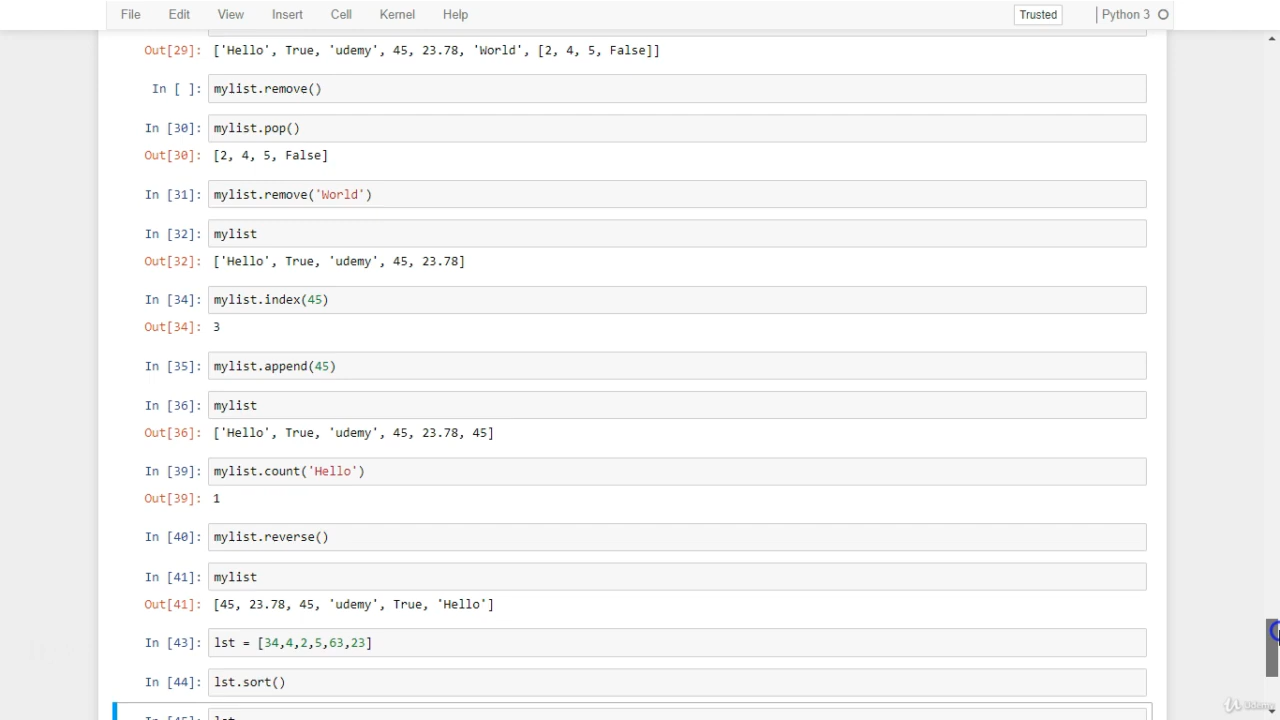 File Edit View Insert Cell Kernel Help Trusted Python 3
Out[29]: ['Hello', True, 'udemy', 45, 23.78, 'World', [2, 4, 5, False]]
In [ ]: mylist.remove()
In [30]: mylist.pop()
Out[30]: [2, 4, 5, False]
In [31]: mylist.remove('World')
In [32]: mylist
Out[32]: ['Hello', True, 'udemy', 45, 23.78]
In [34]: mylist.index(45)
Out[34]: 3
In [35]: mylist.append(45)
In [36]: mylist
Out[36]: ['Hello', True, 'udemy', 45, 23.78, 45]
In [39]: mylist.count('Hello')
Out[39]: 1
In [40]: mylist.reverse()
In [41]: mylist
Out[41]: [45, 23.78, 45, 'udemy', True, 'Hello']
In [43]: lst = [34,4,2,5,63,23]
In [44]: lst.sort()
In [45]: lst
Udemy